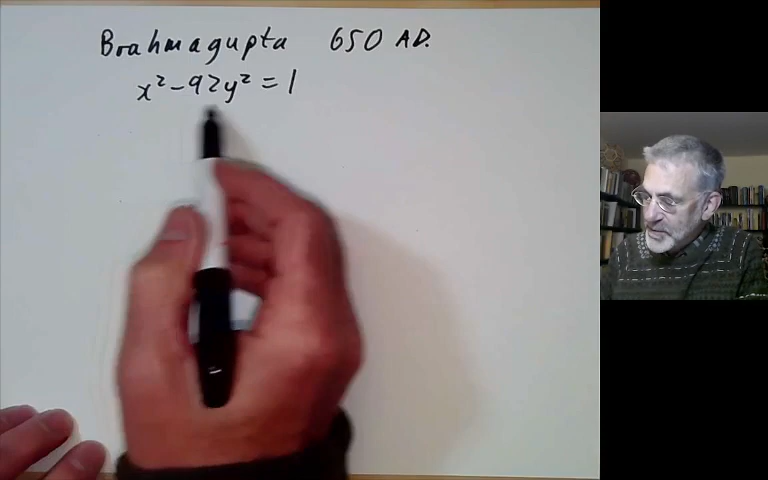 Brahmagupta 650 AD.
x² - 92y² = 1